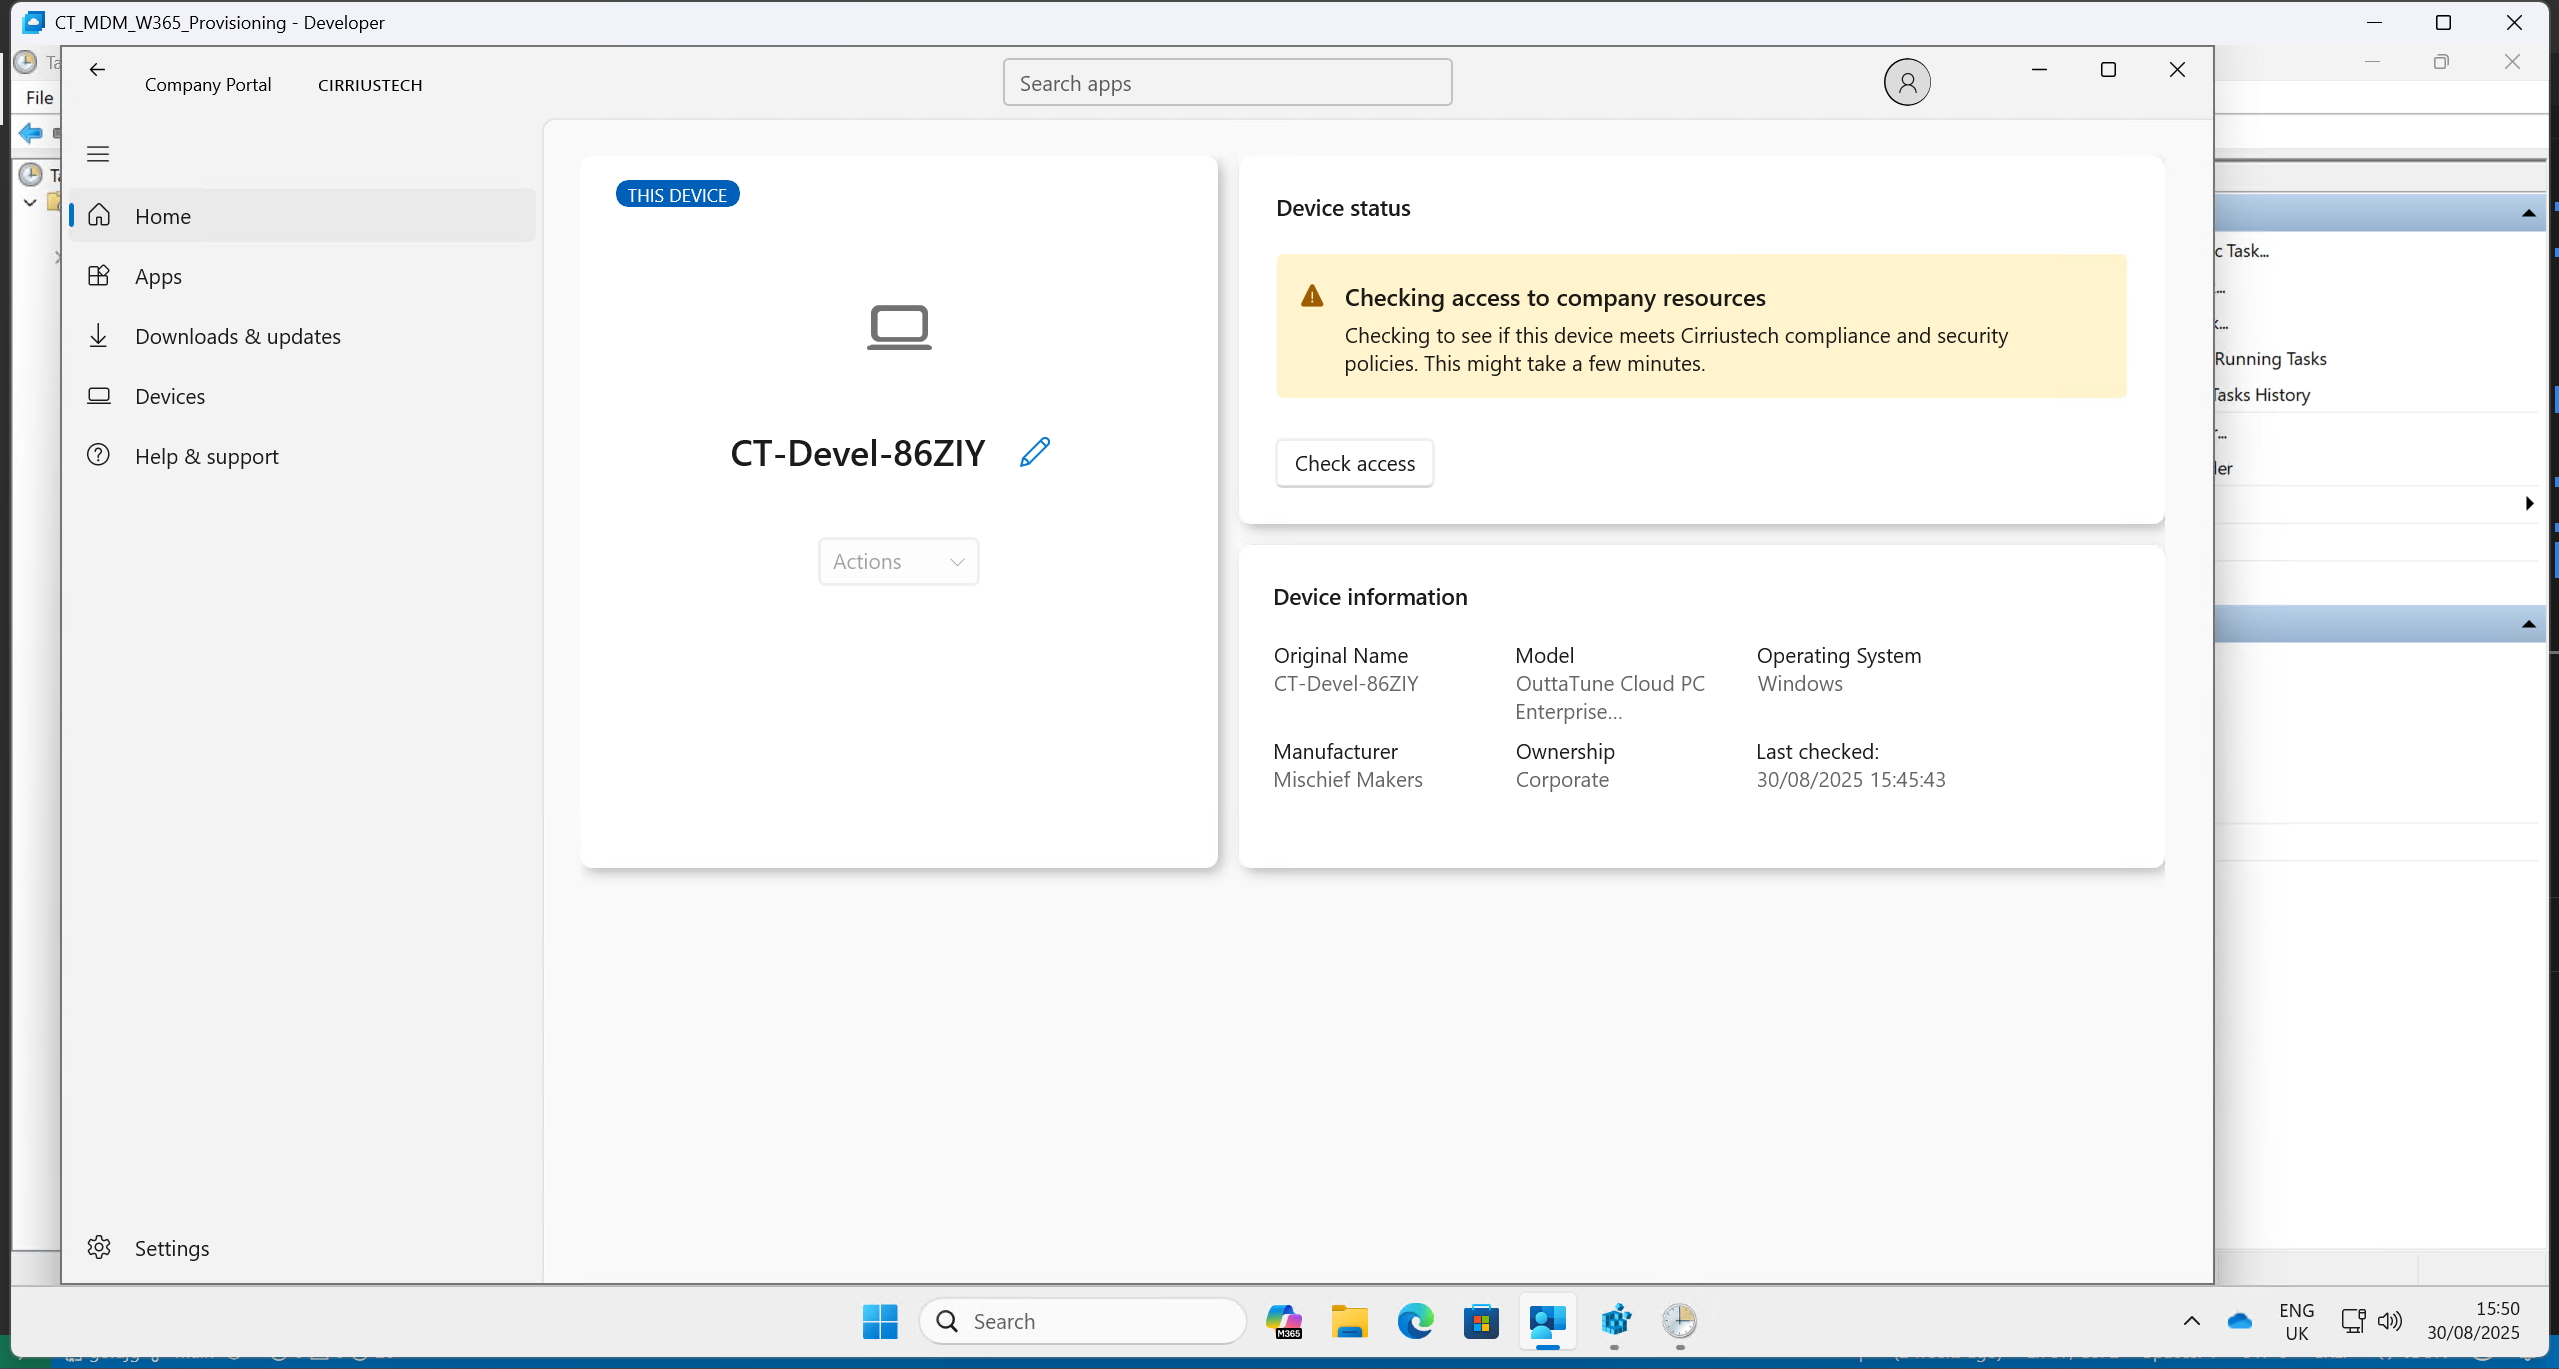 CT_MDM_W365_Provisioning - Developer
File
Company Portal
CIRRIUSTECH
Search apps
Home
Apps
Downloads & updates
Devices
Help & support
Settings
THIS DEVICE
CT-Devel-86ZIY
Actions
Device status
Checking access to company resources
Checking to see if this device meets Cirriustech compliance and security
policies. This might take a few minutes.
Check access
Device information
Original Name
CT-Devel-86ZIY
Model
OuttaTune Cloud PC
Enterprise...
Operating System
Windows
Manufacturer
Mischief Makers
Ownership
Corporate
Last checked:
30/08/2025 15:45:43
c Task...
Running Tasks
Tasks History
ler
Search
M365
ENG
UK
15:50
30/08/2025